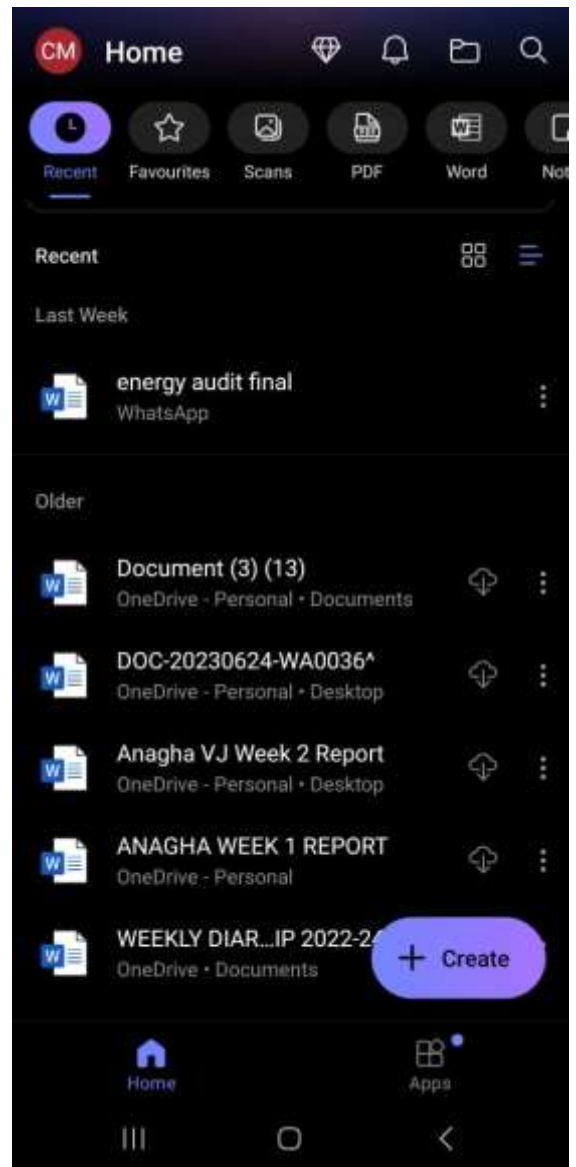 CM Home
Recent Favourites Scans PDF Word Not
Recent
Last Week
energy audit final
WhatsApp
Older
Document (3) (13)
OneDrive - Personal • Documents
DOC-20230624-WA0036^
OneDrive - Personal • Desktop
Anagha VJ Week 2 Report
OneDrive - Personal • Desktop
ANAGHA WEEK 1 REPORT
OneDrive - Personal
WEEKLY DIAR...IP 2022-24
OneDrive • Documents
+ Create
Home Apps